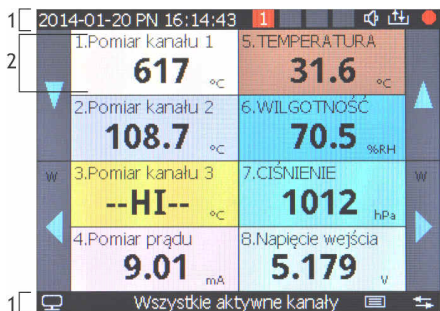 1
2014-01-20 PN 16:14:43 1
2
1.Pomiar kanału 1
617 °C
5.TEMPERATURA
31.6 °C
2.Pomiar kanału 2
108.7 °C
6.WILGOTNOŚĆ
70.5 %RH
W
3.Pomiar kanału 3
--HI-- °C
7.CIŚNIENIE
1012 hPa
W
4.Pomiar prądu
9.01 mA
8.Napięcie wejścia
5.179 V
1
Wszystkie aktywne kanały